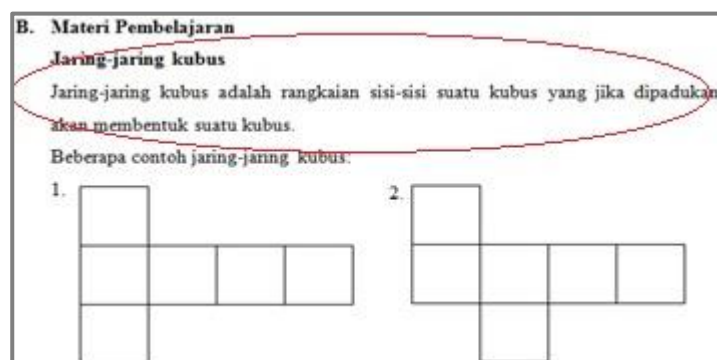 B. Materi Pembelajaran
Jaring-jaring kubus
Jaring-jaring kubus adalah rangkaian sisi-sisi suatu kubus yang jika dipadukan
akan membentuk suatu kubus.
Beberapa contoh jaring-jaring kubus:
1. 2.